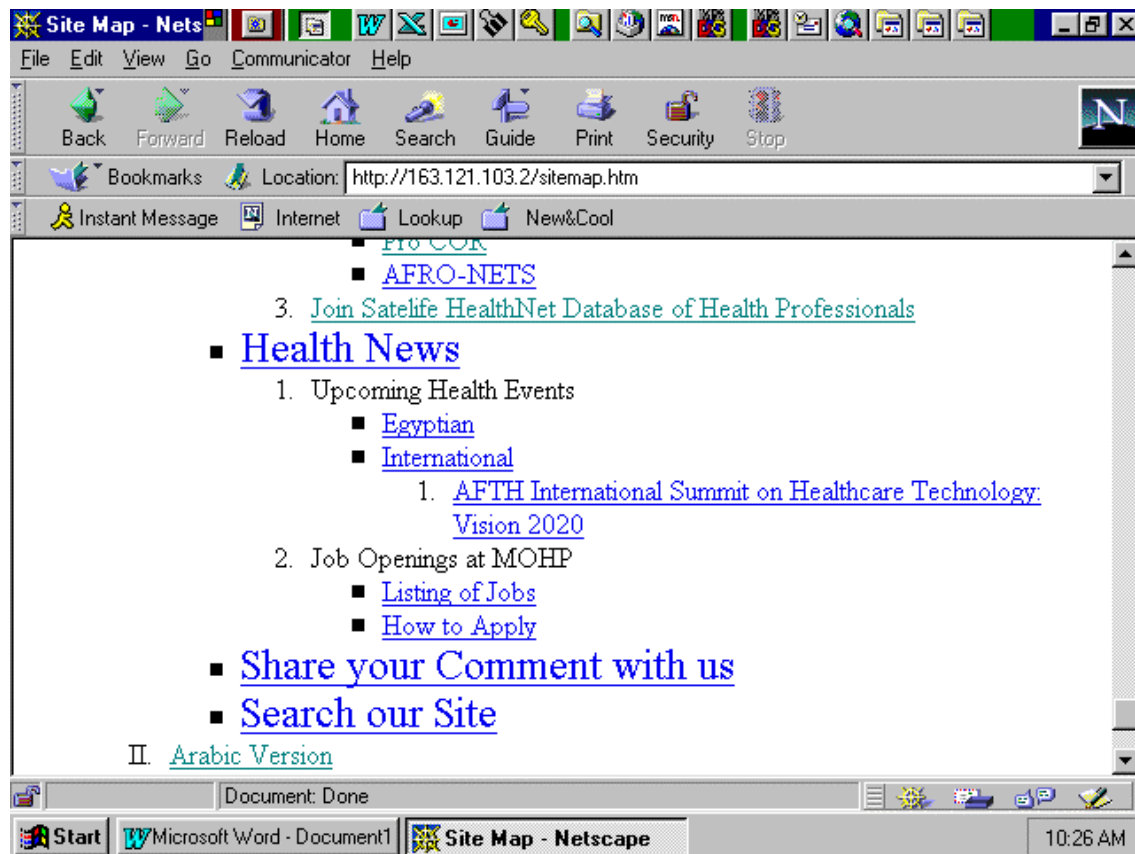 Site Map - Nets
File Edit View Go Communicator Help
Back Forward Reload Home Search Guide Print Security Stop
N
Bookmarks Location: http://163.121.103.2/sitemap.htm
Instant Message Internet Lookup New&Cool
Pro COR
AFRO-NETS
3. Join Satelife HealthNet Database of Health Professionals
Health News
1. Upcoming Health Events
Egyptian
International
1. AFTH International Summit on Healthcare Technology:
Vision 2020
2. Job Openings at MOHP
Listing of Jobs
How to Apply
Share your Comment with us
Search our Site
II. Arabic Version
Document: Done
Start Microsoft Word - Document1 Site Map - Netscape 10:26 AM